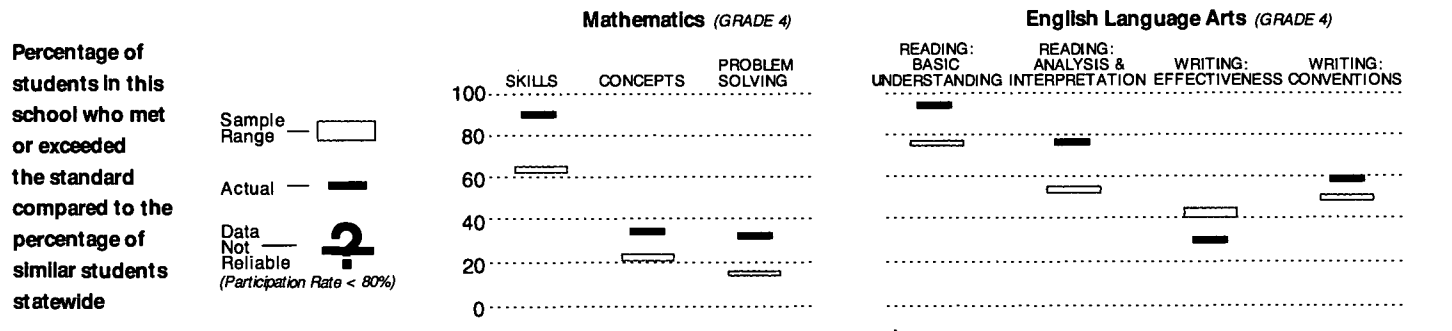 Mathematics (GRADE 4)
English Language Arts (GRADE 4)
Percentage of
students in this
school who met
or exceeded
the standard
compared to the
percentage of
similar students
statewide
Sample
Range
Actual
Data
Not
Reliable
?
(Participation Rate < 80%)
SKILLS
CONCEPTS
PROBLEM
SOLVING
READING:
BASIC
UNDERSTANDING
READING:
ANALYSIS &
INTERPRETATION
WRITING:
EFFECTIVENESS
WRITING:
CONVENTIONS
100
80
60
40
20
0